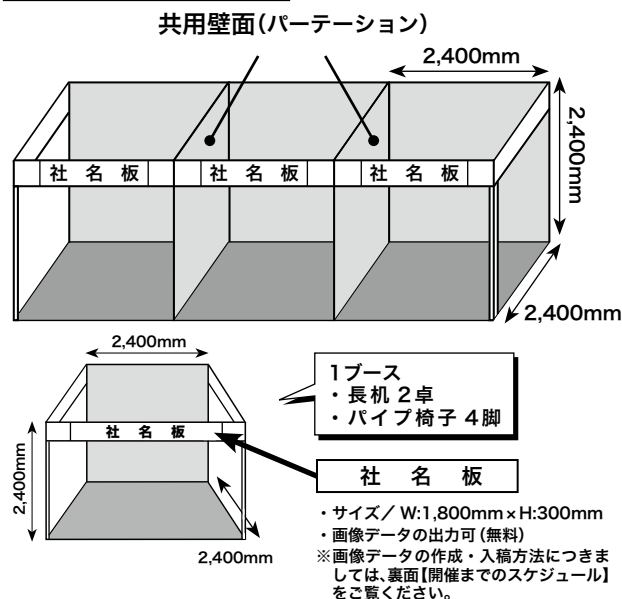 共用壁面(パーテーション)
2,400mm
2,400mm
社 名 板
社 名 板
社 名 板
2,400mm
2,400mm
社 名 板
2,400mm
2,400mm
1ブース
・長机 2卓
・パイプ椅子 4脚
社 名 板
・サイズ/ W:1,800mm×H:300mm
・画像データの出力可(無料)
※画像データの作成・入稿方法につきま
しては、裏面【開催までのスケジュール】
をご覧ください。